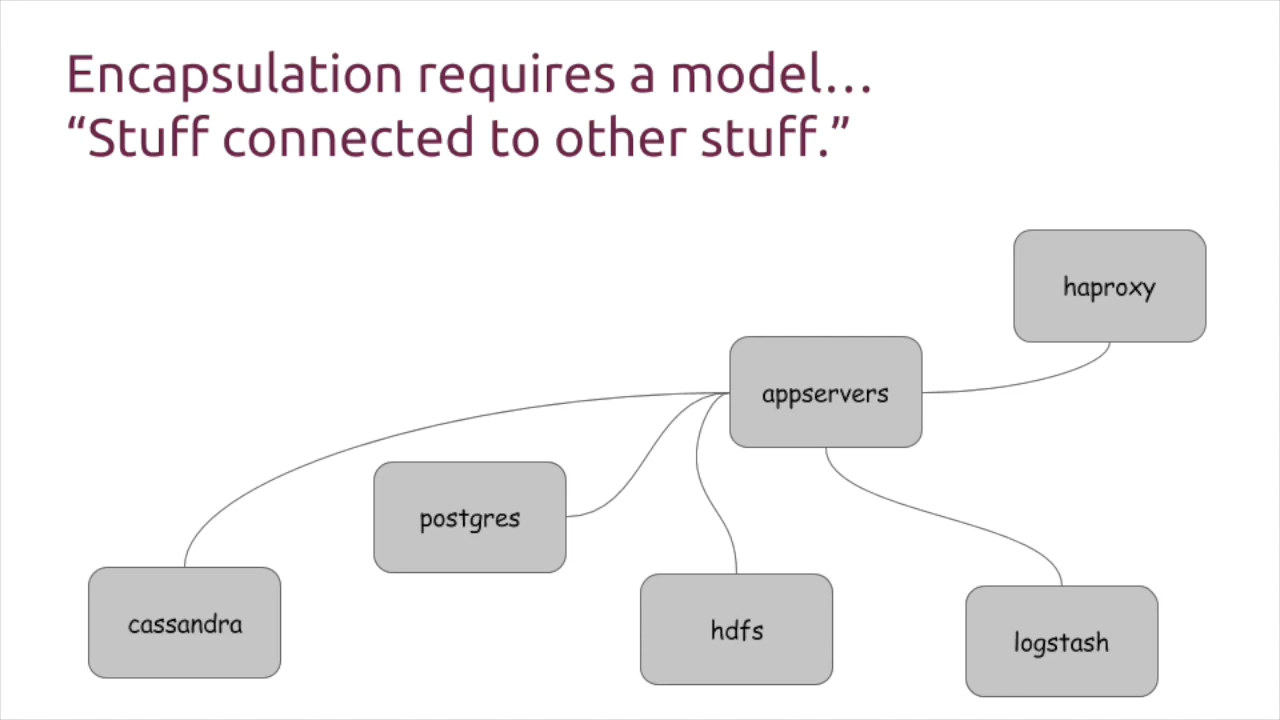 Encapsulation requires a model…
“Stuff connected to other stuff.”
haproxy
appservers
postgres
cassandra
hdfs
logstash